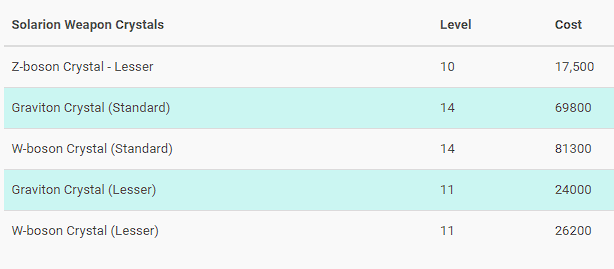 Solarion Weapon Crystals Level Cost
Z-boson Crystal - Lesser 10 17,500
Graviton Crystal (Standard) 14 69800
W-boson Crystal (Standard) 14 81300
Graviton Crystal (Lesser) 11 24000
W-boson Crystal (Lesser) 11 26200